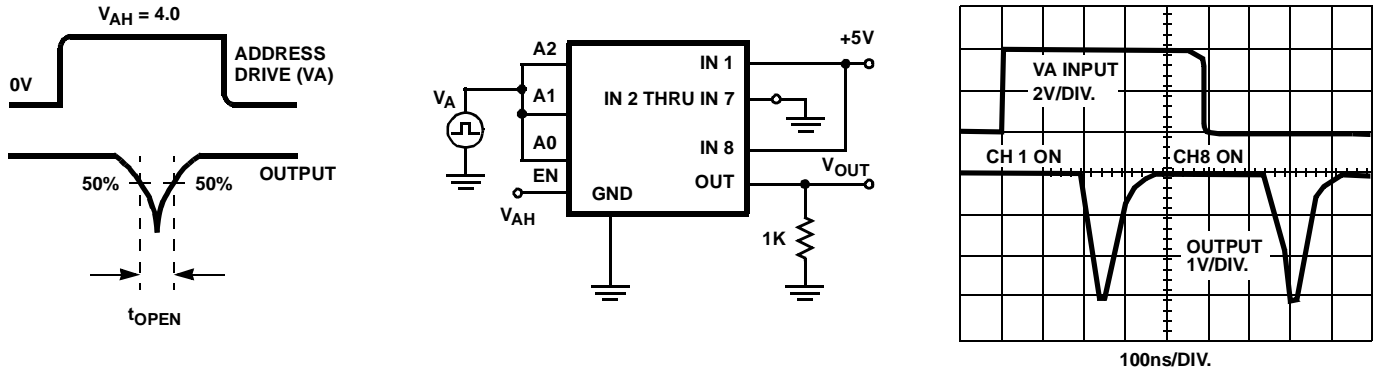 VAH = 4.0
ADDRESS
DRIVE (VA)
0V
OUTPUT
50%
50%
tOPEN
A2
A1
A0
EN
VA
VAH
GND
IN 1
IN 2 THRU IN 7
IN 8
OUT
+5V
VOUT
1K
VA INPUT
2V/DIV.
CH 1 ON
CH8 ON
OUTPUT
1V/DIV.
100ns/DIV.